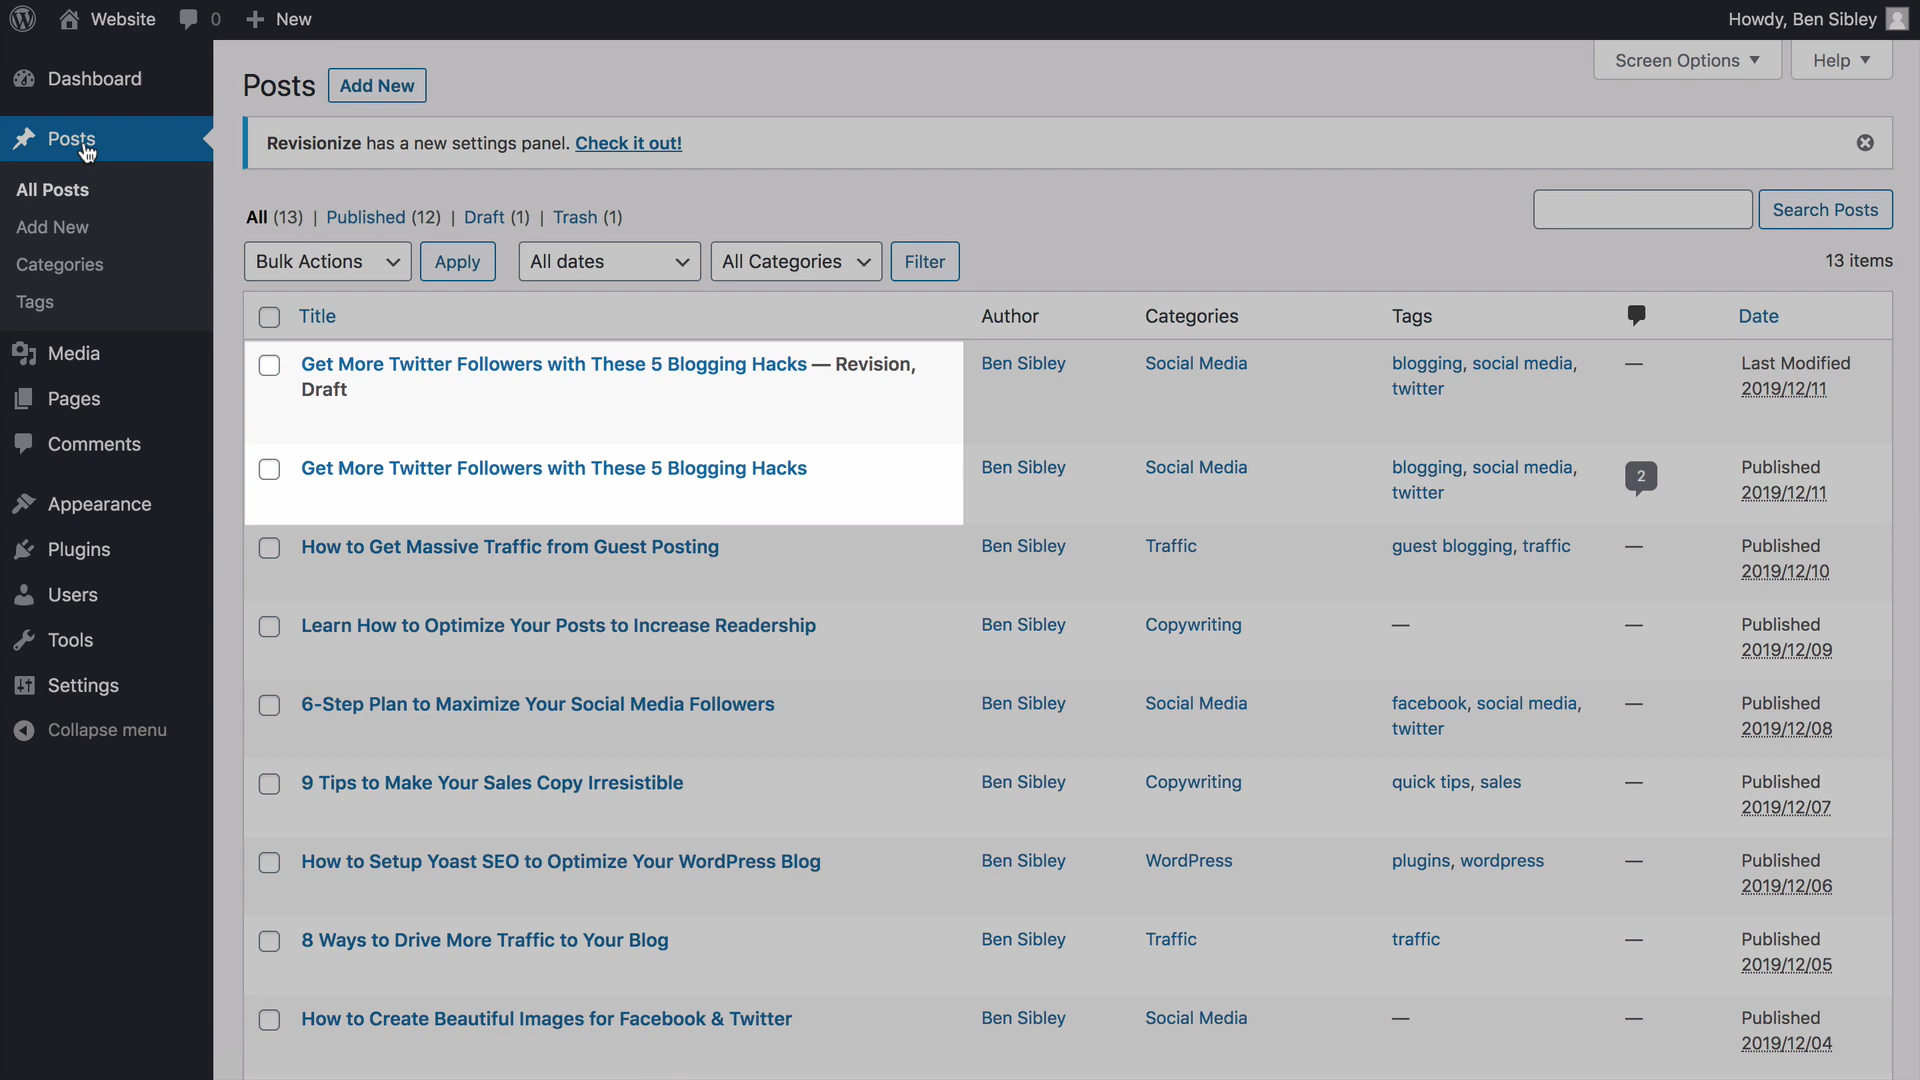 Website 0 New Howdy, Ben Sibley
Dashboard
Posts
All Posts
Add New
Categories
Tags
Media
Pages
Comments
Appearance
Plugins
Users
Tools
Settings
Collapse menu
Screen Options Help
Posts Add New
Revisionize has a new settings panel. Check it out!
All (13) | Published (12) | Draft (1) | Trash (1)
Search Posts
Bulk Actions Apply All dates All Categories Filter 13 items
Title Author Categories Tags Date
Get More Twitter Followers with These 5 Blogging Hacks — Revision, Ben Sibley Social Media blogging, social media, — Last Modified
Draft twitter 2019/12/11
Get More Twitter Followers with These 5 Blogging Hacks Ben Sibley Social Media blogging, social media, 2 Published
twitter 2019/12/11
How to Get Massive Traffic from Guest Posting Ben Sibley Traffic guest blogging, traffic — Published
2019/12/10
Learn How to Optimize Your Posts to Increase Readership Ben Sibley Copywriting — — Published
2019/12/09
6-Step Plan to Maximize Your Social Media Followers Ben Sibley Social Media facebook, social media, — Published
twitter 2019/12/08
9 Tips to Make Your Sales Copy Irresistible Ben Sibley Copywriting quick tips, sales — Published
2019/12/07
How to Setup Yoast SEO to Optimize Your WordPress Blog Ben Sibley WordPress plugins, wordpress — Published
2019/12/06
8 Ways to Drive More Traffic to Your Blog Ben Sibley Traffic traffic — Published
2019/12/05
How to Create Beautiful Images for Facebook & Twitter Ben Sibley Social Media — — Published
2019/12/04